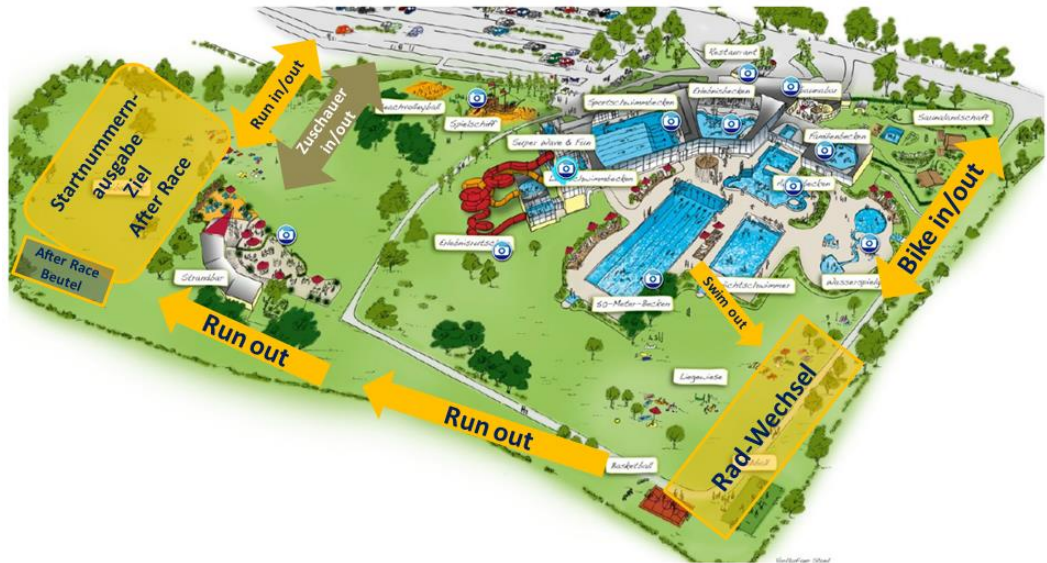 Restaurant
Run in/out
Zuschauer
in/out
Startnummern-
ausgabe
Ziel
After Race
After Race
Beutel
Strandbar
Spielschiff
Super Wave & Fun
Sportschwimmbecken
Erlebnisbecken
Saunalandschaft
Familienbecken
Bike in/out
50-Meter-Becken
Swim out
Liegewiese
Run out
Run out
Basketball
Rad-Wechsel